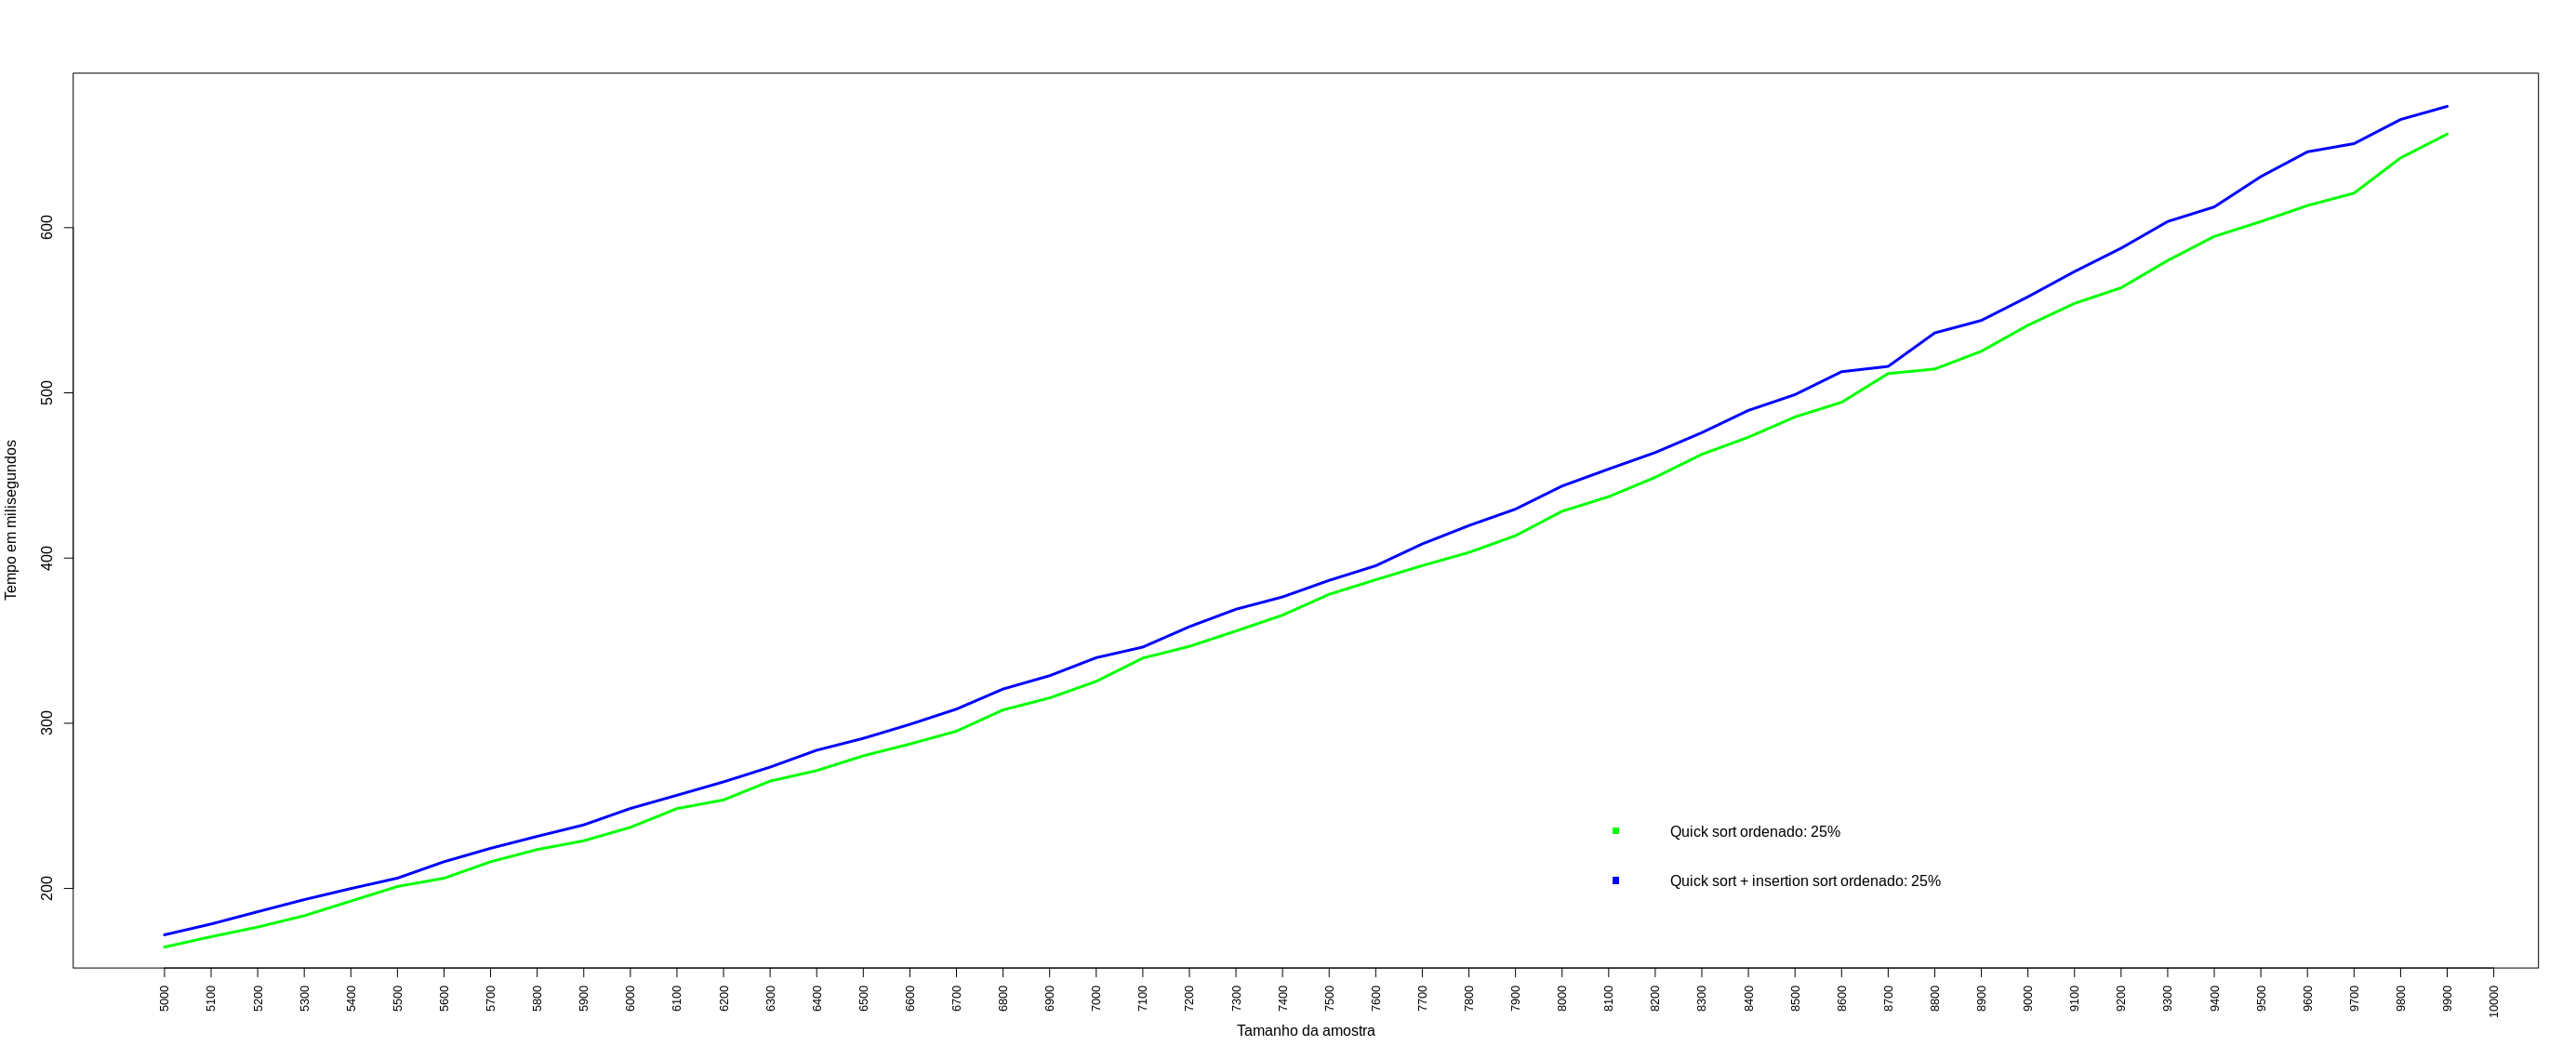 Tempo em milisegundos
600
500
400
300
200
Quick sort ordenado: 25%
Quick sort + insertion sort ordenado: 25%
5000 5100 5200 5300 5400 5500 5600 5700 5800 5900 6000 6100 6200 6300 6400 6500 6600 6700 6800 6900 7000 7100 7200 7300 7400 7500 7600 7700 7800 7900 8000 8100 8200 8300 8400 8500 8600 8700 8800 8900 9000 9100 9200 9300 9400 9500 9600 9700 9800 9900 10000
Tamanho da amostra